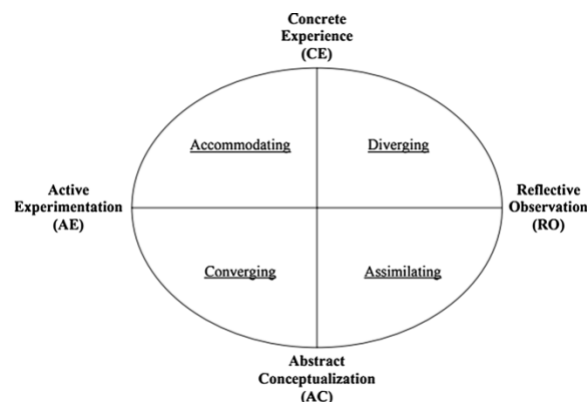 Concrete
Experience
(CE)
Accommodating
Diverging
Active
Experimentation
(AE)
Reflective
Observation
(RO)
Converging
Assimilating
Abstract
Conceptualization
(AC)